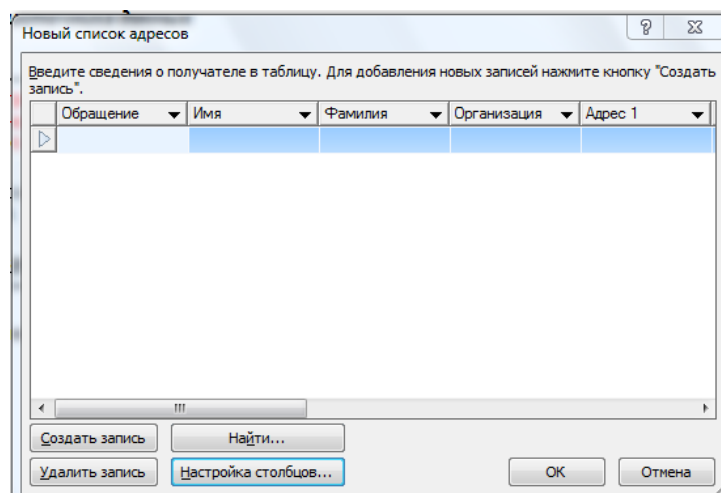 Новый список адресов
Введите сведения о получателе в таблицу. Для добавления новых записей нажмите кнопку "Создать
запись".
Обращение Имя Фамилия Организация Адрес 1
Создать запись Найти...
Удалить запись Настройка столбцов... ОК Отмена